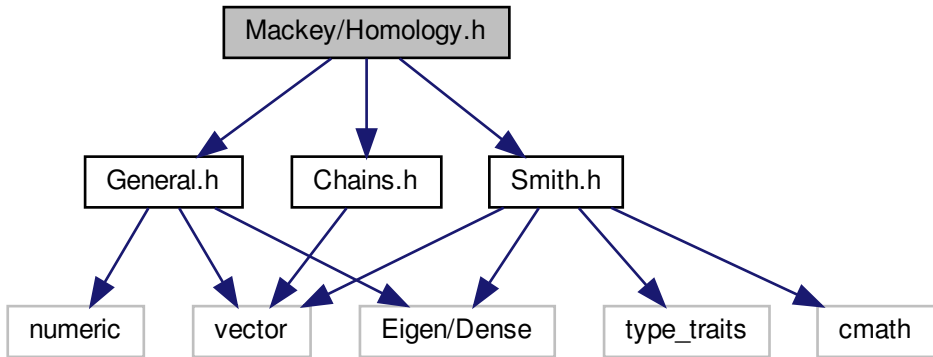 Mackey/Homology.h
General.h
Chains.h
Smith.h
numeric
vector
Eigen/Dense
type_traits
cmath